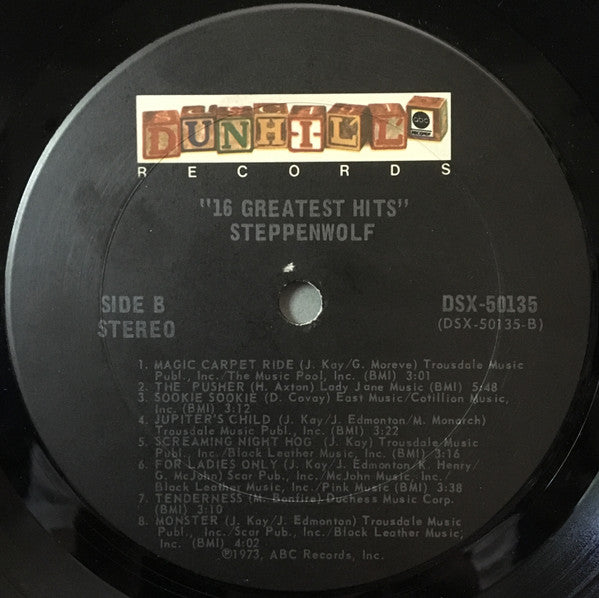 DUNHILL abc RECORDS
RECORDS
"16 GREATEST HITS"
STEPPENWOLF
SIDE B
STEREO
DSX-50135
(DSX-50135-B)
1. MAGIC CARPET RIDE (J. Kay/G. Moreve) Trousdale Music
Publ., Inc./The Music Pool, Inc. (BMI) 3:01
2. THE PUSHER (H. Axton) Lady Jane Music (BMI) 5:48
3. SOOKIE SOOKIE (D. Covay) East Music/Cotillion Music,
Inc. (BMI) 3:12
4. JUPITER'S CHILD (J. Kay/J. Edmonton/M. Monarch)
Trousdale Music Publ., Inc. (BMI) 3:22
5. SCREAMING NIGHT HOG (J. Kay) Trousdale Music
Publ., Inc./Black Leather Music, Inc. (BMI) 3:16
6. FOR LADIES ONLY (J. Kay/J. Edmonton/K. Henry/
G. McJohn) Scar Pub., Inc./McJohn Music, Inc./
Black Leather Music, Inc./Pink Music (BMI) 3:38
7. TENDERNESS (M. Bonfire) Duchess Music Corp.
(BMI) 3:10
8. MONSTER (J. Kay/J. Edmonton) Trousdale Music
Publ., Inc./Scar Pub., Inc./Black Leather Music,
Inc. (BMI) 4:02
℗1973, ABC Records, Inc.